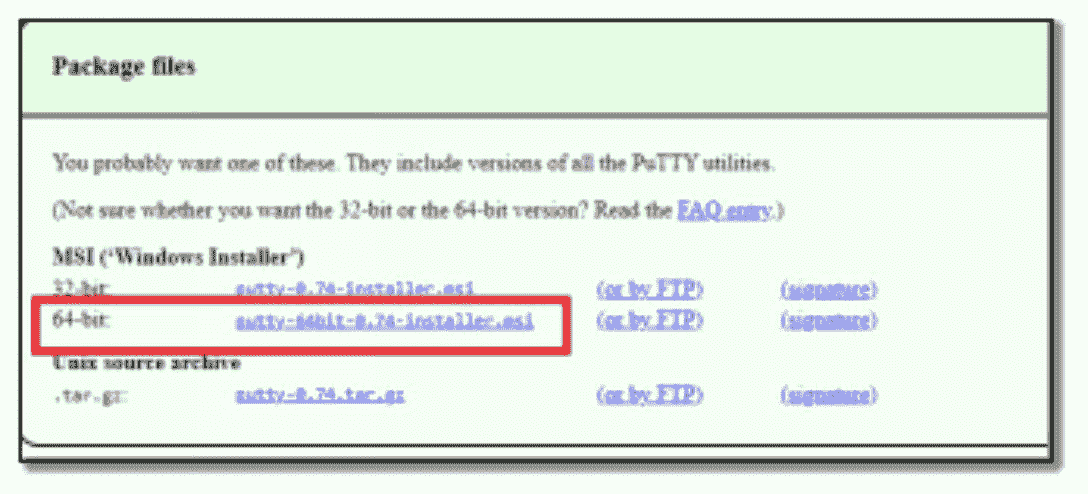 Package files
You probably want one of these. They include versions of all the PuTTY utilities.
(Not sure whether you want the 32-bit or the 64-bit version? Read the FAQ entry.)
MSI (‘Windows Installer’)
32-bit: putty-0.74-installer.msi (or by FTP) (signature)
64-bit: putty-64bit-0.74-installer.msi (or by FTP) (signature)
Unix source archive
.tar.gz: putty-0.74.tar.gz (or by FTP) (signature)